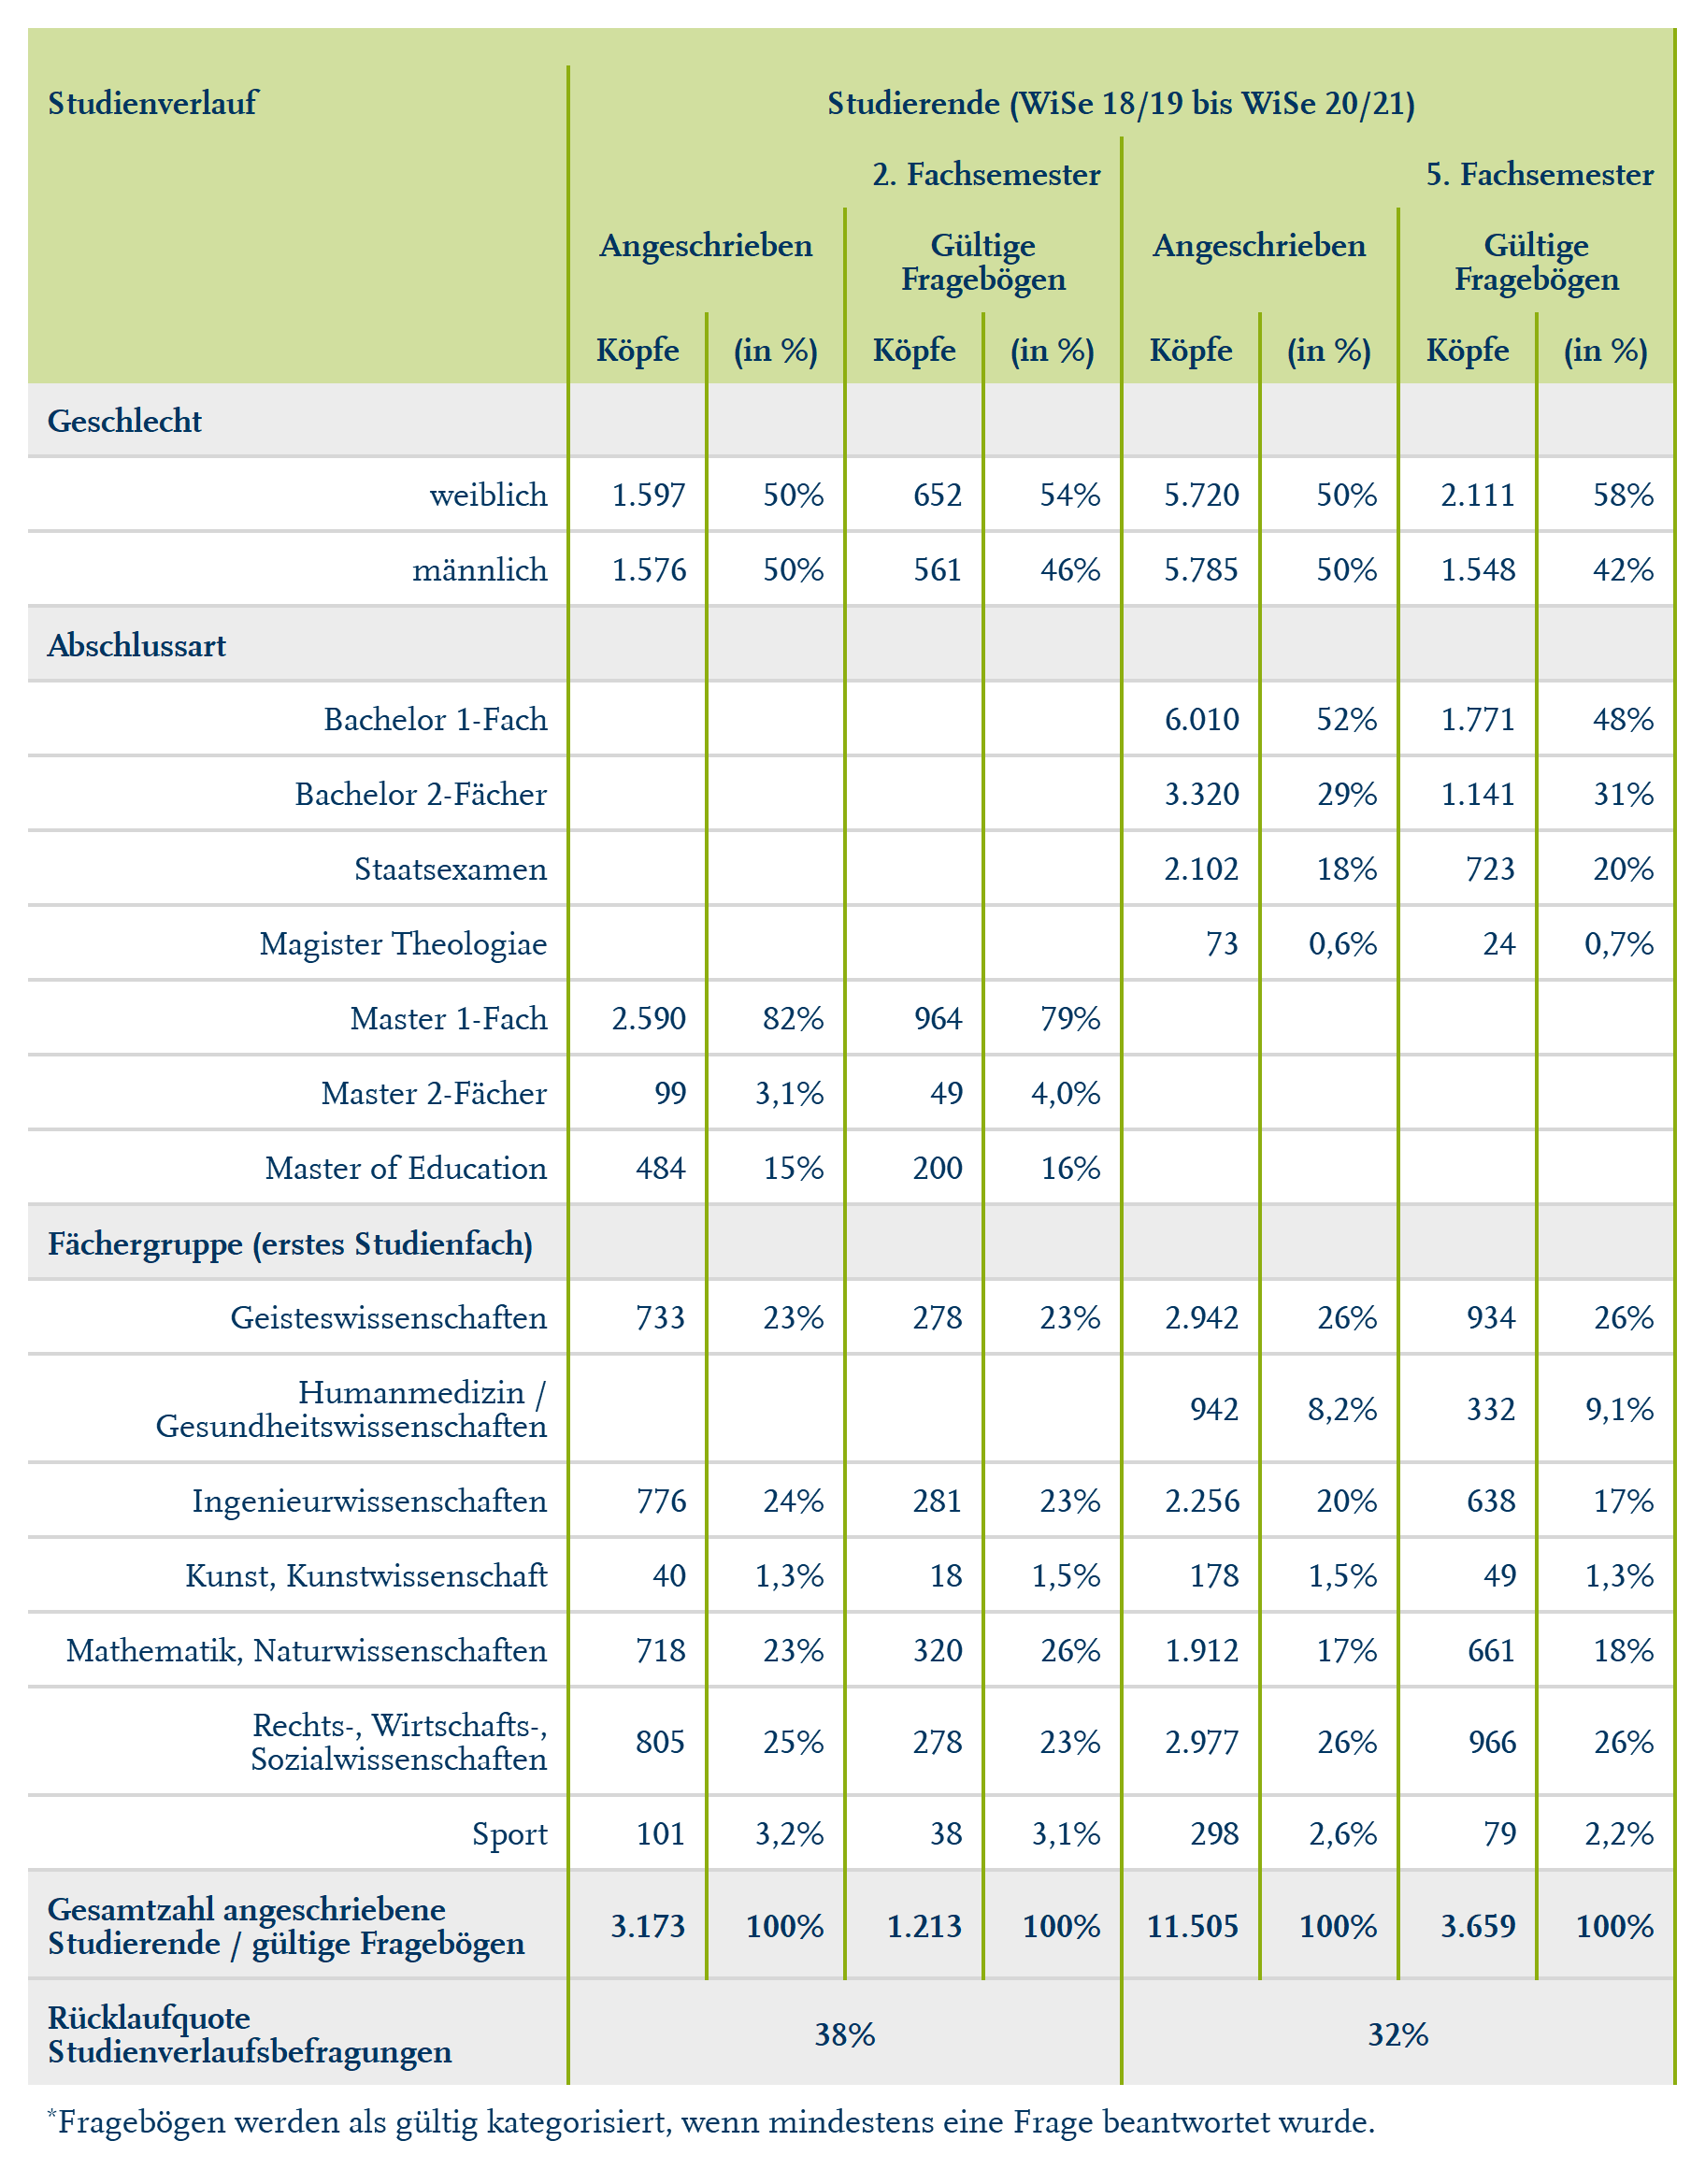 Studienverlauf
Studierende (WiSe 18/19 bis WiSe 20/21)
2. Fachsemester
5. Fachsemester
Angeschrieben
Gültige
Fragebögen
Angeschrieben
Gültige
Fragebögen
Köpfe (in %) Köpfe (in %) Köpfe (in %) Köpfe (in %)
Geschlecht
weiblich 1.597 50% 652 54% 5.720 50% 2.111 58%
männlich 1.576 50% 561 46% 5.785 50% 1.548 42%
Abschlussart
Bachelor 1-Fach 6.010 52% 1.771 48%
Bachelor 2-Fächer 3.320 29% 1.141 31%
Staatsexamen 2.102 18% 723 20%
Magister Theologiae 73 0,6% 24 0,7%
Master 1-Fach 2.590 82% 964 79%
Master 2-Fächer 99 3,1% 49 4,0%
Master of Education 484 15% 200 16%
Fächergruppe (erstes Studienfach)
Geisteswissenschaften 733 23% 278 23% 2.942 26% 934 26%
Humanmedizin /
Gesundheitswissenschaften 942 8,2% 332 9,1%
Ingenieurwissenschaften 776 24% 281 23% 2.256 20% 638 17%
Kunst, Kunstwissenschaft 40 1,3% 18 1,5% 178 1,5% 49 1,3%
Mathematik, Naturwissenschaften 718 23% 320 26% 1.912 17% 661 18%
Rechts-, Wirtschafts-,
Sozialwissenschaften 805 25% 278 23% 2.977 26% 966 26%
Sport 101 3,2% 38 3,1% 298 2,6% 79 2,2%
Gesamtzahl angeschriebene
Studierende / gültige Fragebögen 3.173 100% 1.213 100% 11.505 100% 3.659 100%
Rücklaufquote
Studienverlaufsbefragungen 38% 32%
*Fragebögen werden als gültig kategorisiert, wenn mindestens eine Frage beantwortet wurde.